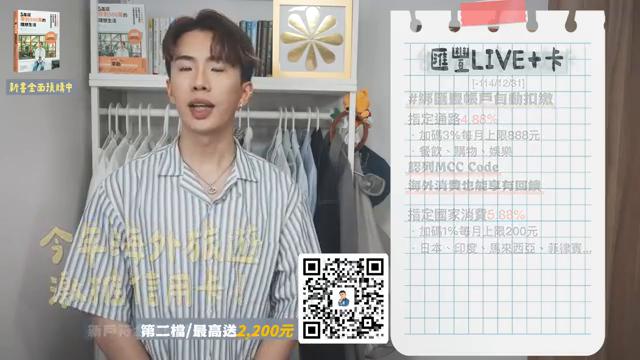 新書全面預購中
匯豐LIVE+卡
[-114/12/31]
#綁匯豐帳戶自動扣繳
指定通路4.88%
．加碼3%每月上限888元
．餐飲、購物、娛樂
認列MCC Code
海外消費也能享有回饋
指定國家消費5.88%
．加碼1%每月上限200元
．日本、印度、馬來西亞、菲律賓...
今年海外旅遊
激推信用卡！
第二檔/最高送2,200元